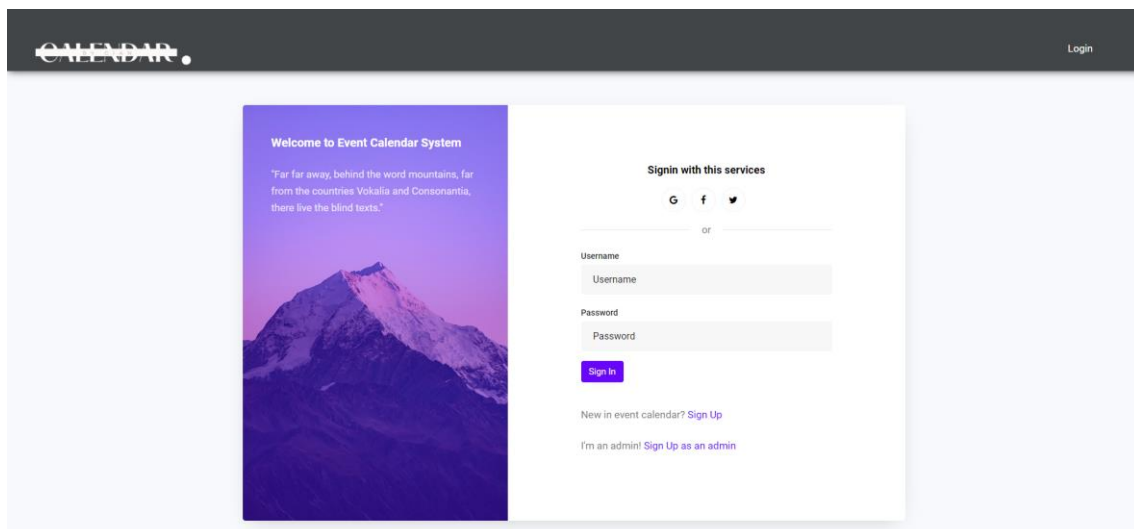 CALENDAR.
Login
Welcome to Event Calendar System
"Far far away, behind the word mountains, far
from the countries Vokalia and Consonantia,
there live the blind texts."
Signin with this services
G f
or
Username
Username
Password
Password
Sign In
New in event calendar? Sign Up
I'm an admin! Sign Up as an admin